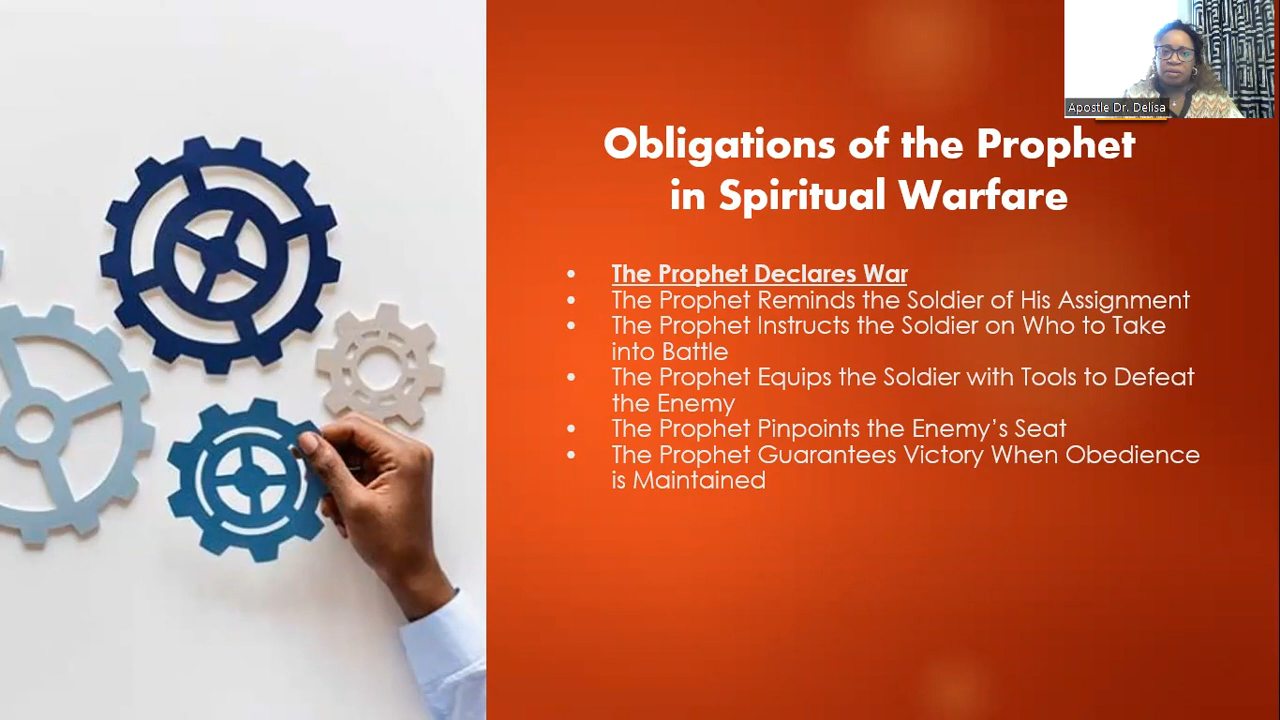 Apostle Dr. Delisa
Obligations of the Prophet
in Spiritual Warfare
• The Prophet Declares War
• The Prophet Reminds the Soldier of His Assignment
• The Prophet Instructs the Soldier on Who to Take
into Battle
• The Prophet Equips the Soldier with Tools to Defeat
the Enemy
• The Prophet Pinpoints the Enemy’s Seat
• The Prophet Guarantees Victory When Obedience
is Maintained